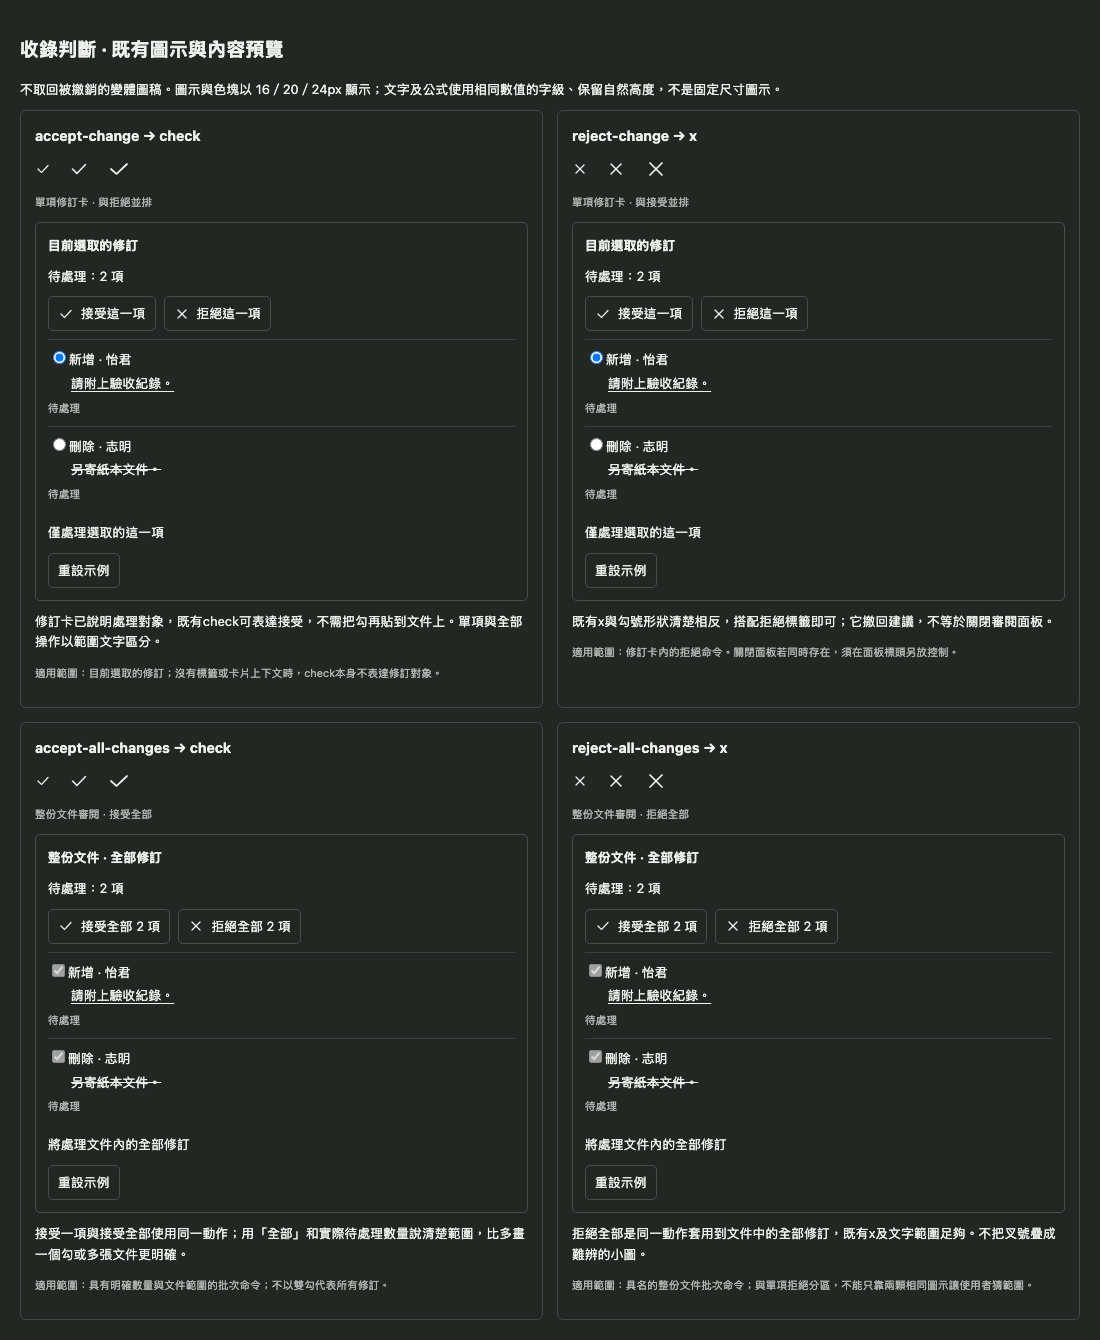 收錄判斷 · 既有圖示與內容預覽
不取回被撤銷的變體圖稿。圖示與色塊以 16 / 20 / 24px 顯示；文字及公式使用相同數值的字級、保留自然高度，不是固定尺寸圖示。
accept-change → check
單項修訂卡 · 與拒絕並排
目前選取的修訂
待處理：2 項
接受這一項
拒絕這一項
新增 · 怡君
請附上驗收紀錄。
待處理
刪除 · 志明
另寄紙本文件。
待處理
僅處理選取的這一項
重設示例
修訂卡已說明處理對象，既有check可表達接受，不需把勾再貼到文件上。單項與全部
操作以範圍文字區分。
適用範圍：目前選取的修訂；沒有標籤或卡片上下文時，check本身不表達修訂對象。
reject-change → x
單項修訂卡 · 與接受並排
目前選取的修訂
待處理：2 項
接受這一項
拒絕這一項
新增 · 怡君
請附上驗收紀錄。
待處理
刪除 · 志明
另寄紙本文件。
待處理
僅處理選取的這一項
重設示例
既有x與勾號形狀清楚相反，搭配拒絕標籤即可；它撤回建議，不等於關閉審閱面板。
適用範圍：修訂卡內的拒絕命令。關閉面板若同時存在，須在面板標頭另放控制。
accept-all-changes → check
整份文件審閱 · 接受全部
整份文件 · 全部修訂
待處理：2 項
接受全部 2 項
拒絕全部 2 項
新增 · 怡君
請附上驗收紀錄。
待處理
刪除 · 志明
另寄紙本文件。
待處理
將處理文件內的全部修訂
重設示例
接受一項與接受全部使用同一動作；用「全部」和實際待處理數量說清楚範圍，比多畫
一個勾或多張文件更明確。
適用範圍：具有明確數量與文件範圍的批次命令；不以雙勾代表所有修訂。
reject-all-changes → x
整份文件審閱 · 拒絕全部
整份文件 · 全部修訂
待處理：2 項
接受全部 2 項
拒絕全部 2 項
新增 · 怡君
請附上驗收紀錄。
待處理
刪除 · 志明
另寄紙本文件。
待處理
將處理文件內的全部修訂
重設示例
拒絕全部是同一動作套用到文件中的全部修訂，既有x及文字範圍足夠。不把叉號疊成
難辨的小圖。
適用範圍：具名的整份文件批次命令；與單項拒絕分區，不能只靠兩顆相同圖示讓使用者猜範圍。